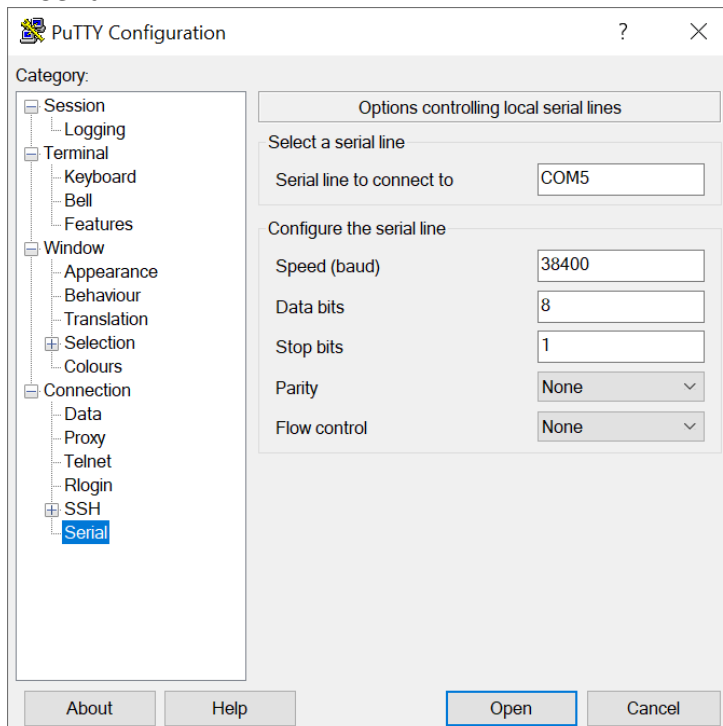 PuTTY Configuration ?
Category:
Session
Logging
Terminal
Keyboard
Bell
Features
Window
Appearance
Behaviour
Translation
Selection
Colours
Connection
Data
Proxy
Telnet
Rlogin
SSH
Serial
Options controlling local serial lines
Select a serial line
Serial line to connect to COM5
Configure the serial line
Speed (baud) 38400
Data bits 8
Stop bits 1
Parity None
Flow control None
About Help Open Cancel